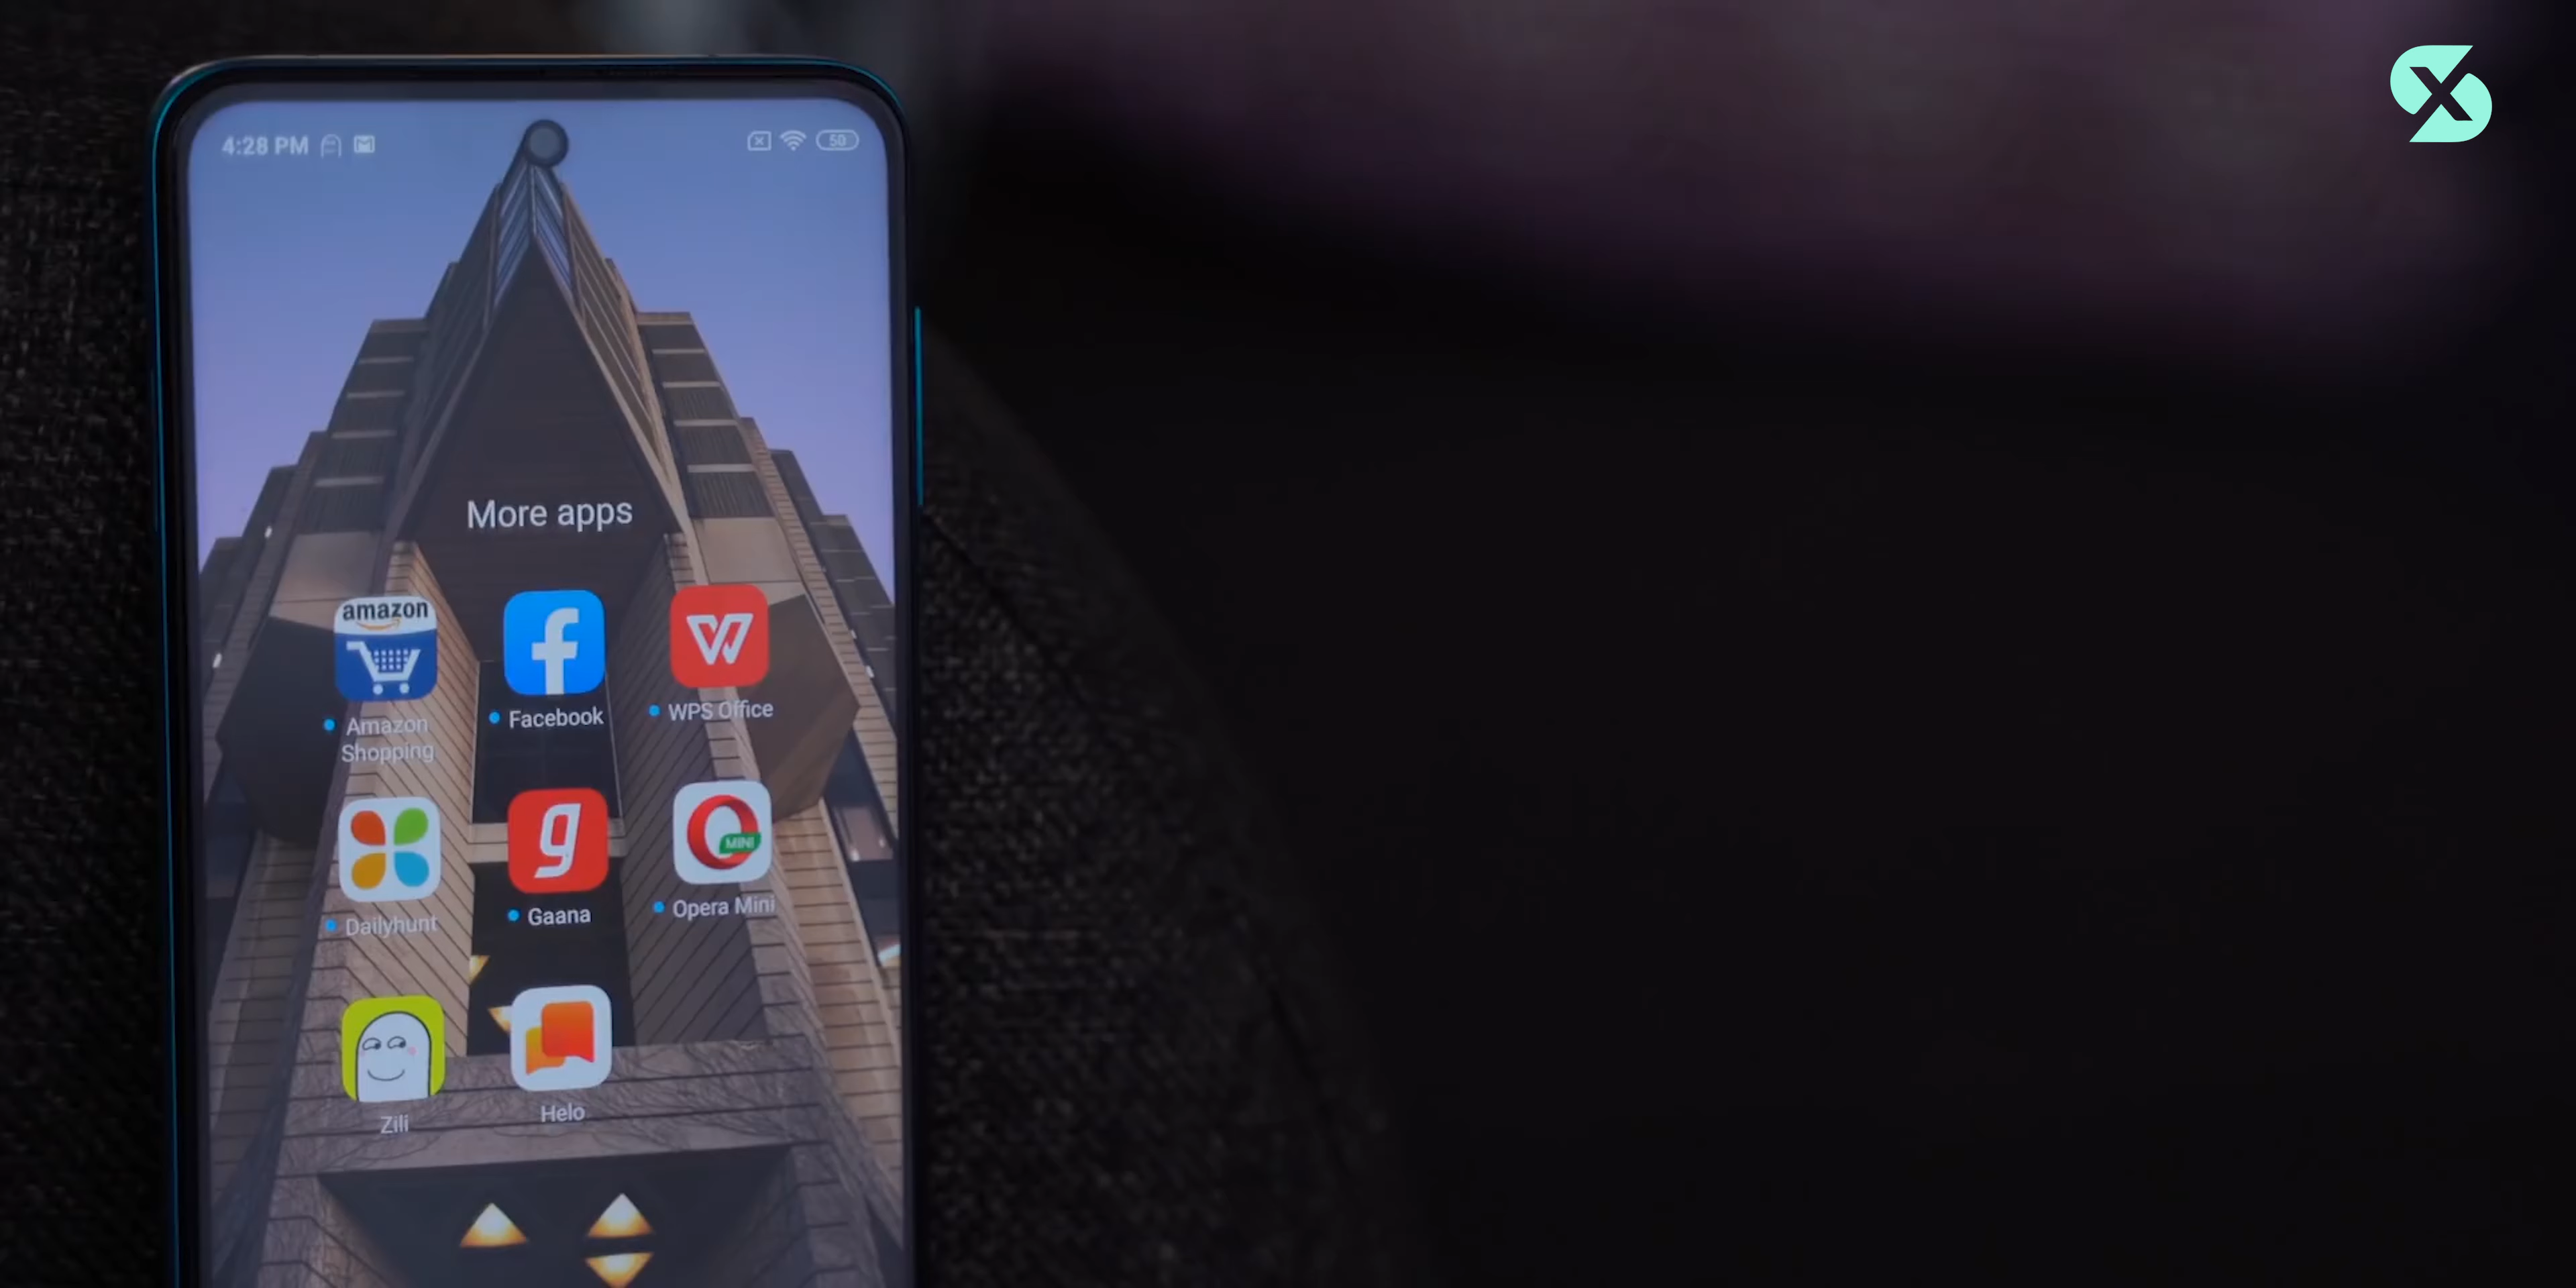 4:28 PM
50
More apps
amazon
Amazon
Shopping
Facebook
WPS Office
Dailyhunt
Gaana
MINI
Opera Mini
Zili
Helo